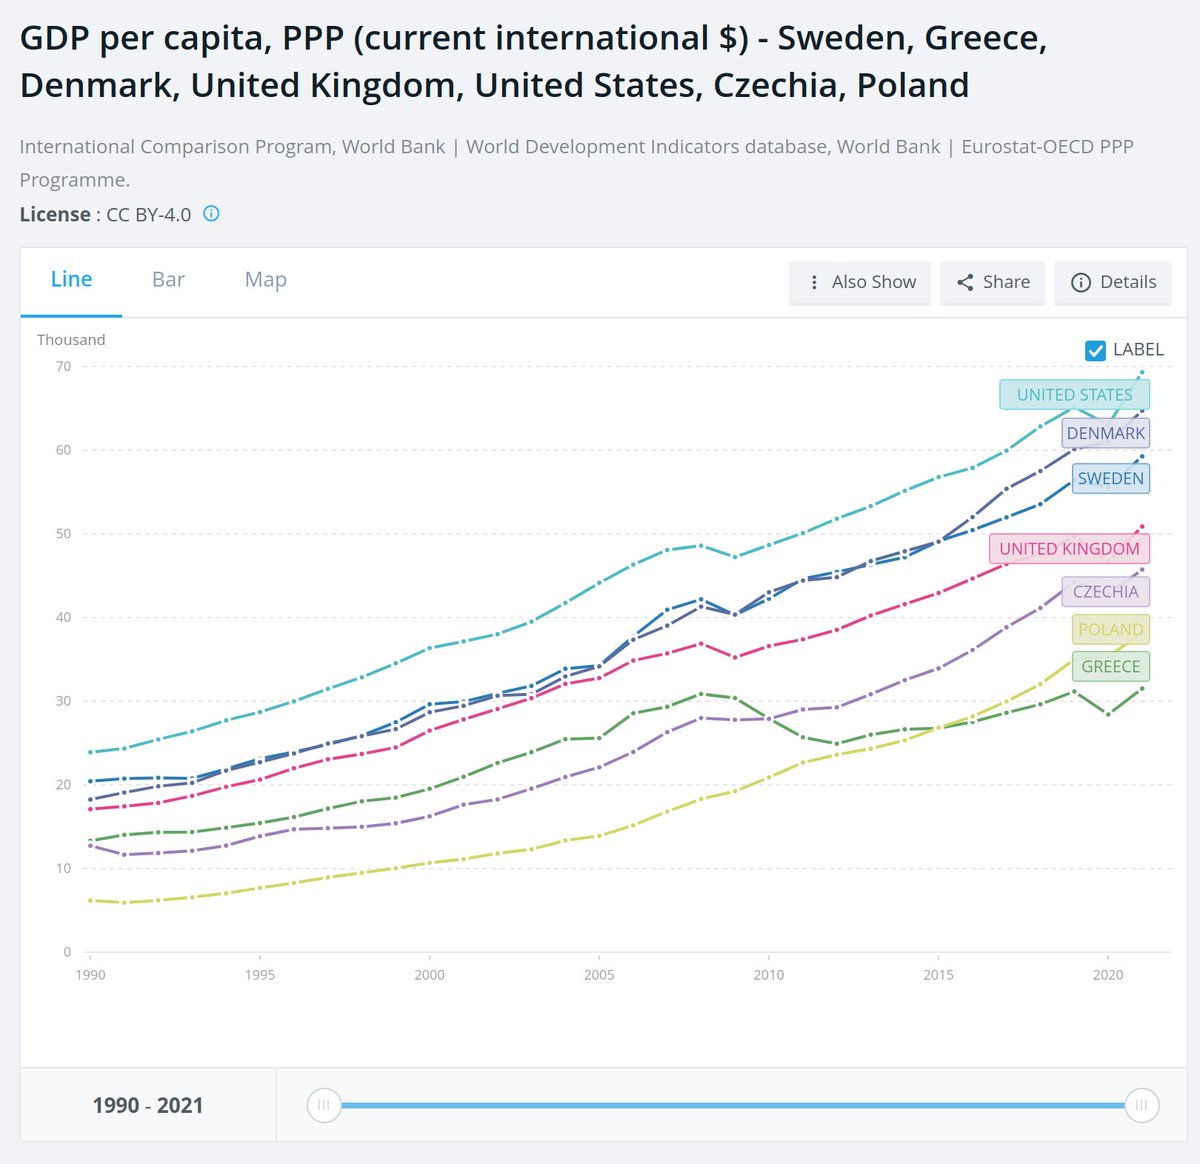 GDP per capita, PPP (current international $) - Sweden, Greece,
Denmark, United Kingdom, United States, Czechia, Poland
International Comparison Program, World Bank | World Development Indicators database, World Bank | Eurostat-OECD PPP
Programme.
License : CC BY-4.0
Line Bar Map Also Show Share Details
Thousand
LABEL
70
UNITED STATES
DENMARK
60
SWEDEN
50
UNITED KINGDOM
CZECHIA
40
POLAND
GREECE
30
20
10
0
1990 1995 2000 2005 2010 2015 2020
1990 - 2021